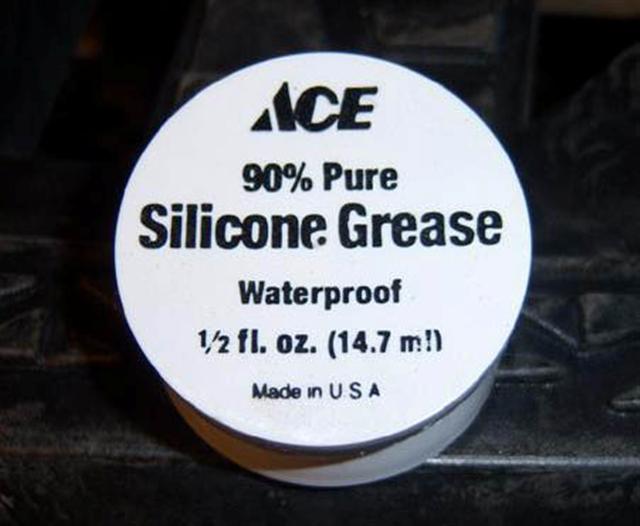 ACE
90% Pure
Silicone Grease
Waterproof
1/2 fl. oz. (14.7 ml)
Made in U S A